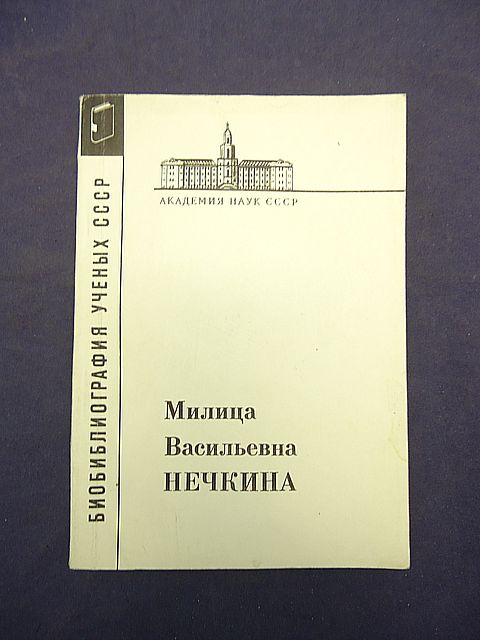 АКАДЕМИЯ НАУК СССР
БИОБИБЛИОГРАФИЯ УЧЕНЫХ СССР
Милица
Васильевна
НЕЧКИНА